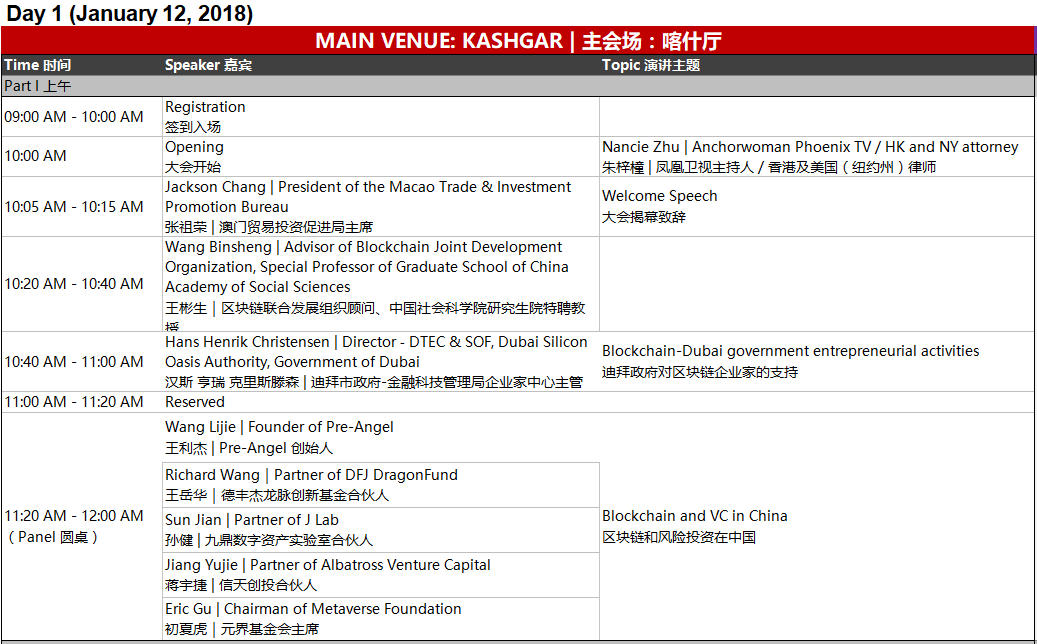 Day 1 (January 12, 2018)
MAIN VENUE: KASHGAR | 主会场：喀什厅
Time 时间 Speaker 嘉宾 Topic 演讲主题
Part I 上午
09:00 AM - 10:00 AM
Registration
签到入场
10:00 AM
Opening
大会开始
Nancie Zhu | Anchorwoman Phoenix TV / HK and NY attorney
朱梓橦 | 凤凰卫视主持人 / 香港及美国（纽约州）律师
10:05 AM - 10:15 AM
Jackson Chang | President of the Macao Trade & Investment
Promotion Bureau
张祖荣 | 澳门贸易投资促进局主席
Welcome Speech
大会揭幕致辞
10:20 AM - 10:40 AM
Wang Binsheng | Advisor of Blockchain Joint Development
Organization, Special Professor of Graduate School of China
Academy of Social Sciences
王彬生 | 区块链联合发展组织顾问、中国社会科学院研究生院特聘教
授
10:40 AM - 11:00 AM
Hans Henrik Christensen | Director - DTEC & SOF, Dubai Silicon
Oasis Authority, Government of Dubai
汉斯 亨瑞 克里斯滕森 | 迪拜市政府-金融科技管理局企业家中心主管
Blockchain-Dubai government entrepreneurial activities
迪拜政府对区块链企业家的支持
11:00 AM - 11:20 AM Reserved
11:20 AM - 12:00 AM
（Panel 圆桌）
Wang Lijie | Founder of Pre-Angel
王利杰 | Pre-Angel 创始人
Richard Wang | Partner of DFJ DragonFund
王岳华 | 德丰杰龙脉创新基金合伙人
Sun Jian | Partner of J Lab
孙健 | 九鼎数字资产实验室合伙人
Jiang Yujie | Partner of Albatross Venture Capital
蒋宇捷 | 信天创投合伙人
Eric Gu | Chairman of Metaverse Foundation
初夏虎 | 元界基金会主席
Blockchain and VC in China
区块链和风险投资在中国